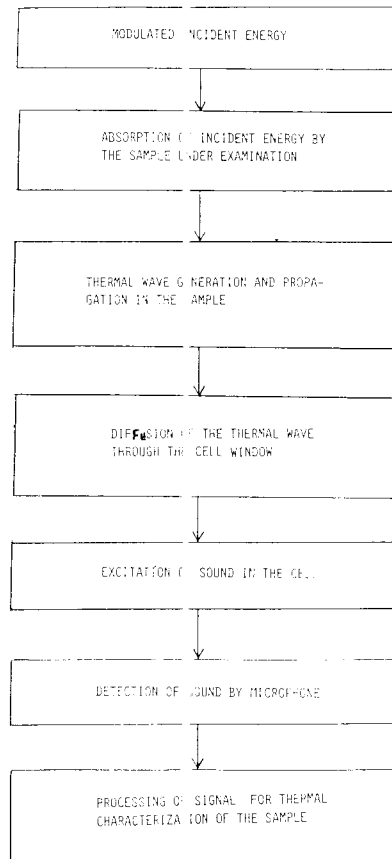 MODULATED INCIDENT ENERGY
ABSORPTION OF INCIDENT ENERGY BY
THE SAMPLE UNDER EXAMINATION
THERMAL WAVE GENERATION AND PROPA-
GATION IN THE SAMPLE
DIFFUSION OF THE THERMAL WAVE
THROUGH THE CELL WINDOW
EXCITATION OF SOUND IN THE CELL
DETECTION OF SOUND BY MICROPHONE
PROCESSING OF SIGNAL FOR THERMAL
CHARACTERIZATION OF THE SAMPLE